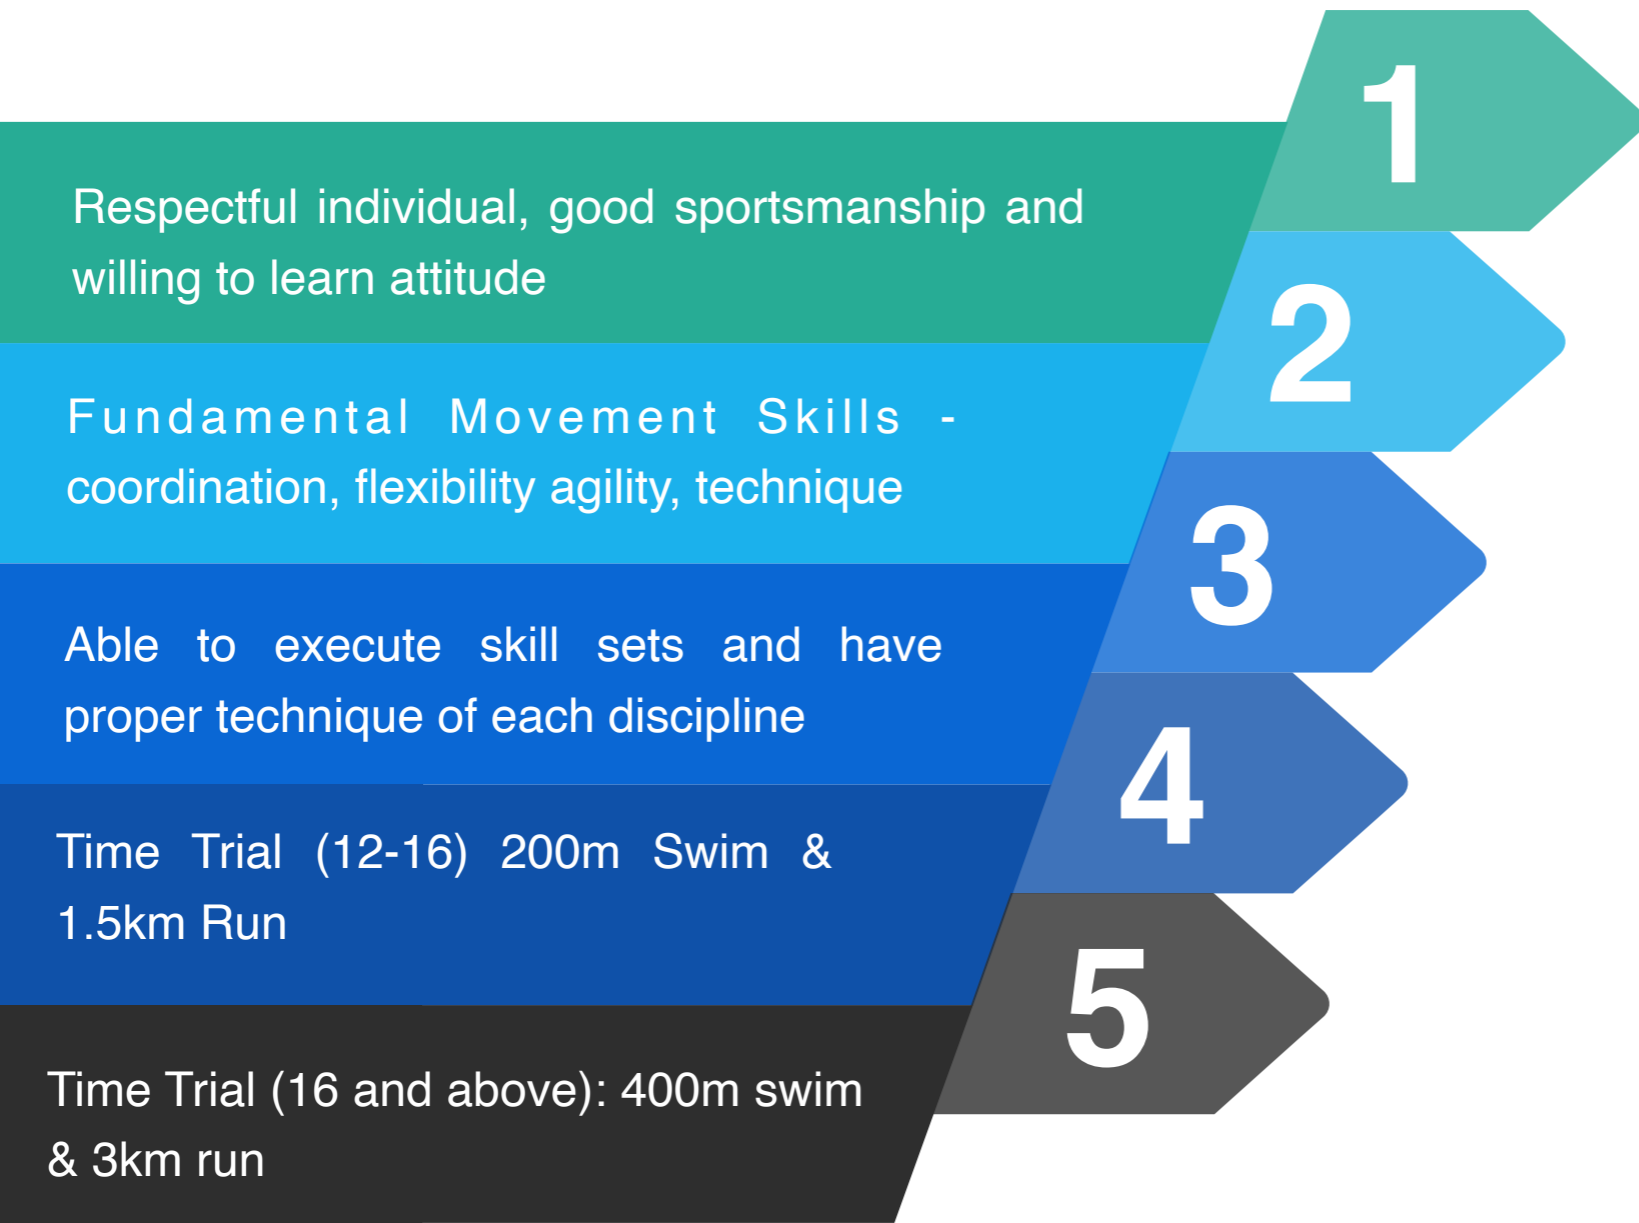 1
Respectful individual, good sportsmanship and
willing to learn attitude
2
Fundamental Movement Skills -
coordination, flexibility agility, technique
3
Able to execute skill sets and have
proper technique of each discipline
4
Time Trial (12-16) 200m Swim &
1.5km Run
5
Time Trial (16 and above): 400m swim
& 3km run